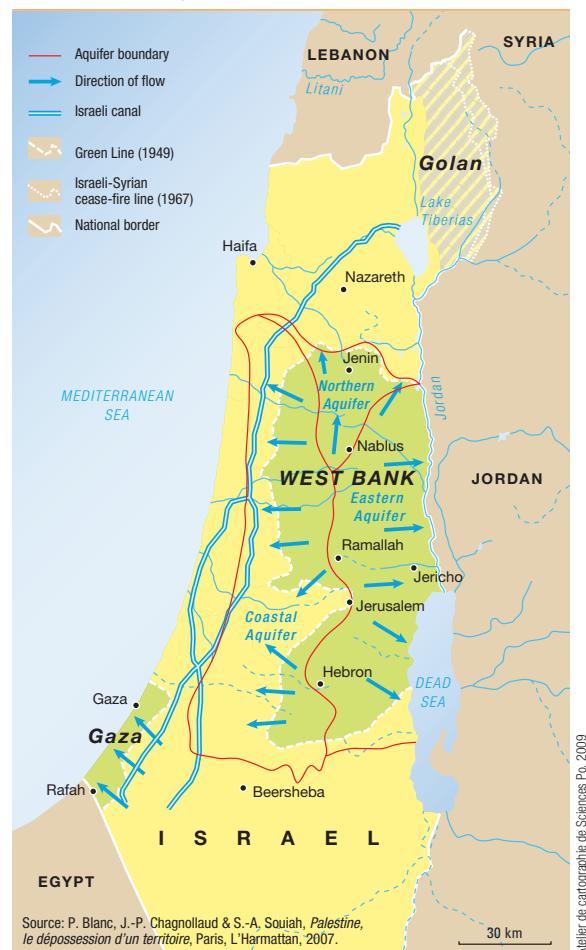 Aquifer boundary
Direction of flow
Israeli canal
Green Line (1949)
Israeli-Syrian
cease-fire line (1967)
National border
LEBANON
SYRIA
Litani
Golan
Lake
Tiberias
Haifa
Nazareth
MEDITERRANEAN
SEA
Jenin
Northern
Aquifer
Jordan
Nablus
WEST BANK
JORDAN
Eastern
Aquifer
Ramallah
Jericho
Jerusalem
Coastal
Aquifer
Hebron
DEAD
SEA
Gaza
Gaza
Rafah
Beersheba
ISRAEL
EGYPT
Source: P. Blanc, J.-P. Chagnollaud & S.-A, Souiah, Palestine,
le dépossession d'un territoire, Paris, L'Harmattan, 2007.
30 km
de cartographie de Sciences Po. 2009